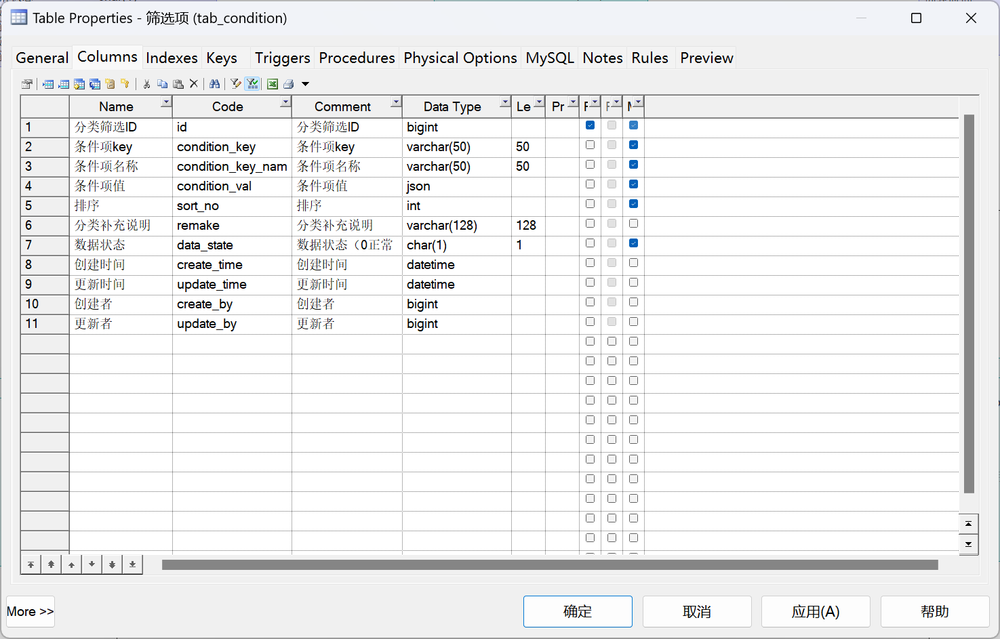 Table Properties - 筛选项 (tab_condition)
General Columns Indexes Keys Triggers Procedures Physical Options MySQL Notes Rules Preview
Name Code Comment Data Type Le Pr F F M
1 分类筛选ID id 分类筛选ID bigint
2 条件项key condition_key 条件项key varchar(50) 50
3 条件项名称 condition_key_nam 条件项名称 varchar(50) 50
4 条件项值 condition_val 条件项值 json
5 排序 sort_no 排序 int
6 分类补充说明 remake 分类补充说明 varchar(128) 128
7 数据状态 data_state 数据状态（0正常 char(1) 1
8 创建时间 create_time 创建时间 datetime
9 更新时间 update_time 更新时间 datetime
10 创建者 create_by 创建者 bigint
11 更新者 update_by 更新者 bigint
More >> 确定 取消 应用(A) 帮助